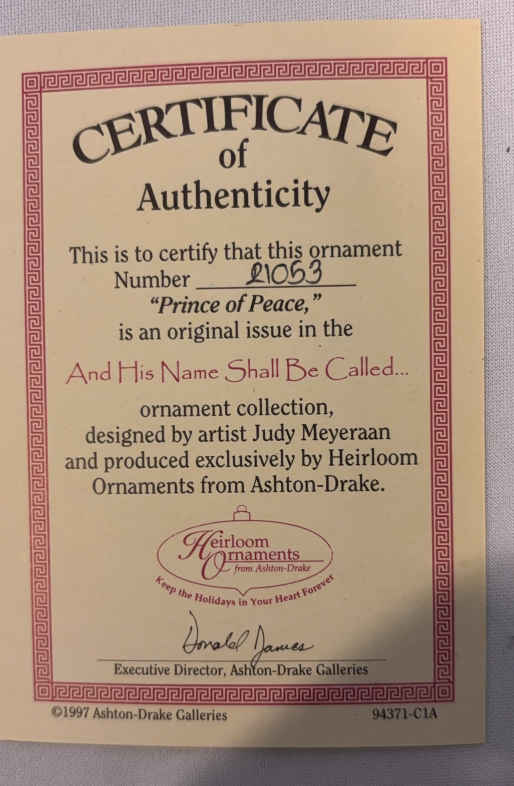 CERTIFICATE
of
Authenticity
This is to certify that this ornament
Number 21053
"Prince of Peace,"
is an original issue in the
And His Name Shall Be Called...
ornament collection,
designed by artist Judy Meyeraan
and produced exclusively by Heirloom
Ornaments from Ashton-Drake.
Heirloom
Ornaments
from Ashton-Drake
Keep the Holidays in Your Heart Forever
Donald James
Executive Director, Ashton-Drake Galleries
©1997 Ashton-Drake Galleries
94371-C1A